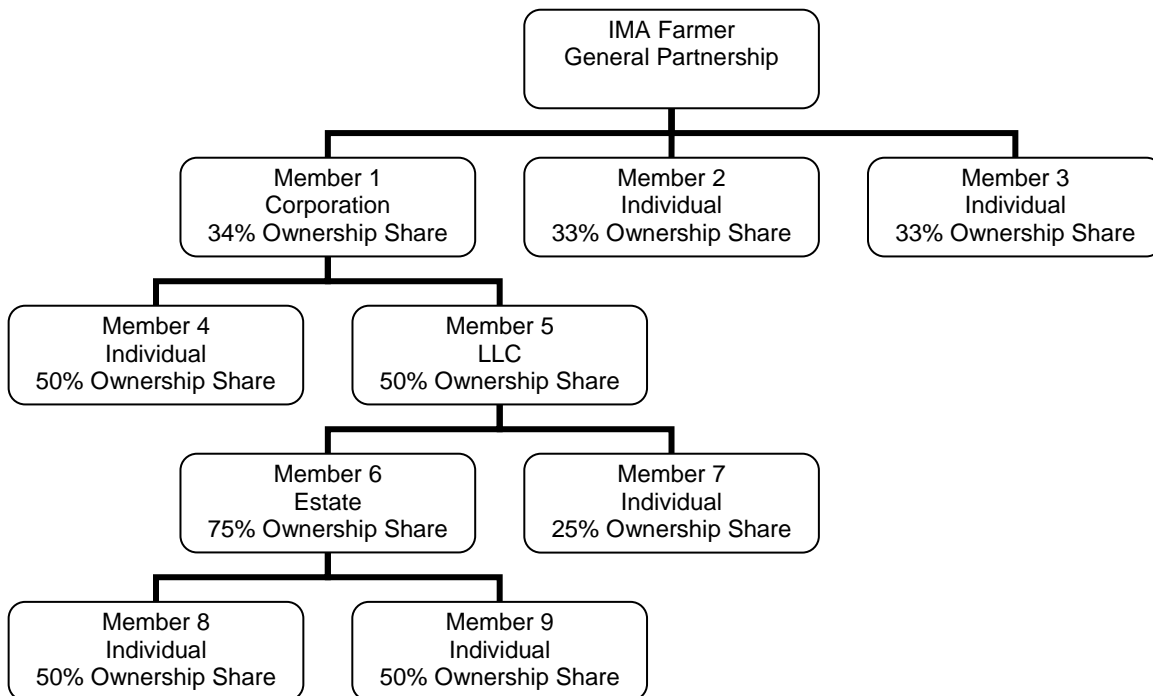 IMA Farmer
General Partnership
Member 1
Corporation
34% Ownership Share
Member 2
Individual
33% Ownership Share
Member 3
Individual
33% Ownership Share
Member 4
Individual
50% Ownership Share
Member 5
LLC
50% Ownership Share
Member 6
Estate
75% Ownership Share
Member 7
Individual
25% Ownership Share
Member 8
Individual
50% Ownership Share
Member 9
Individual
50% Ownership Share